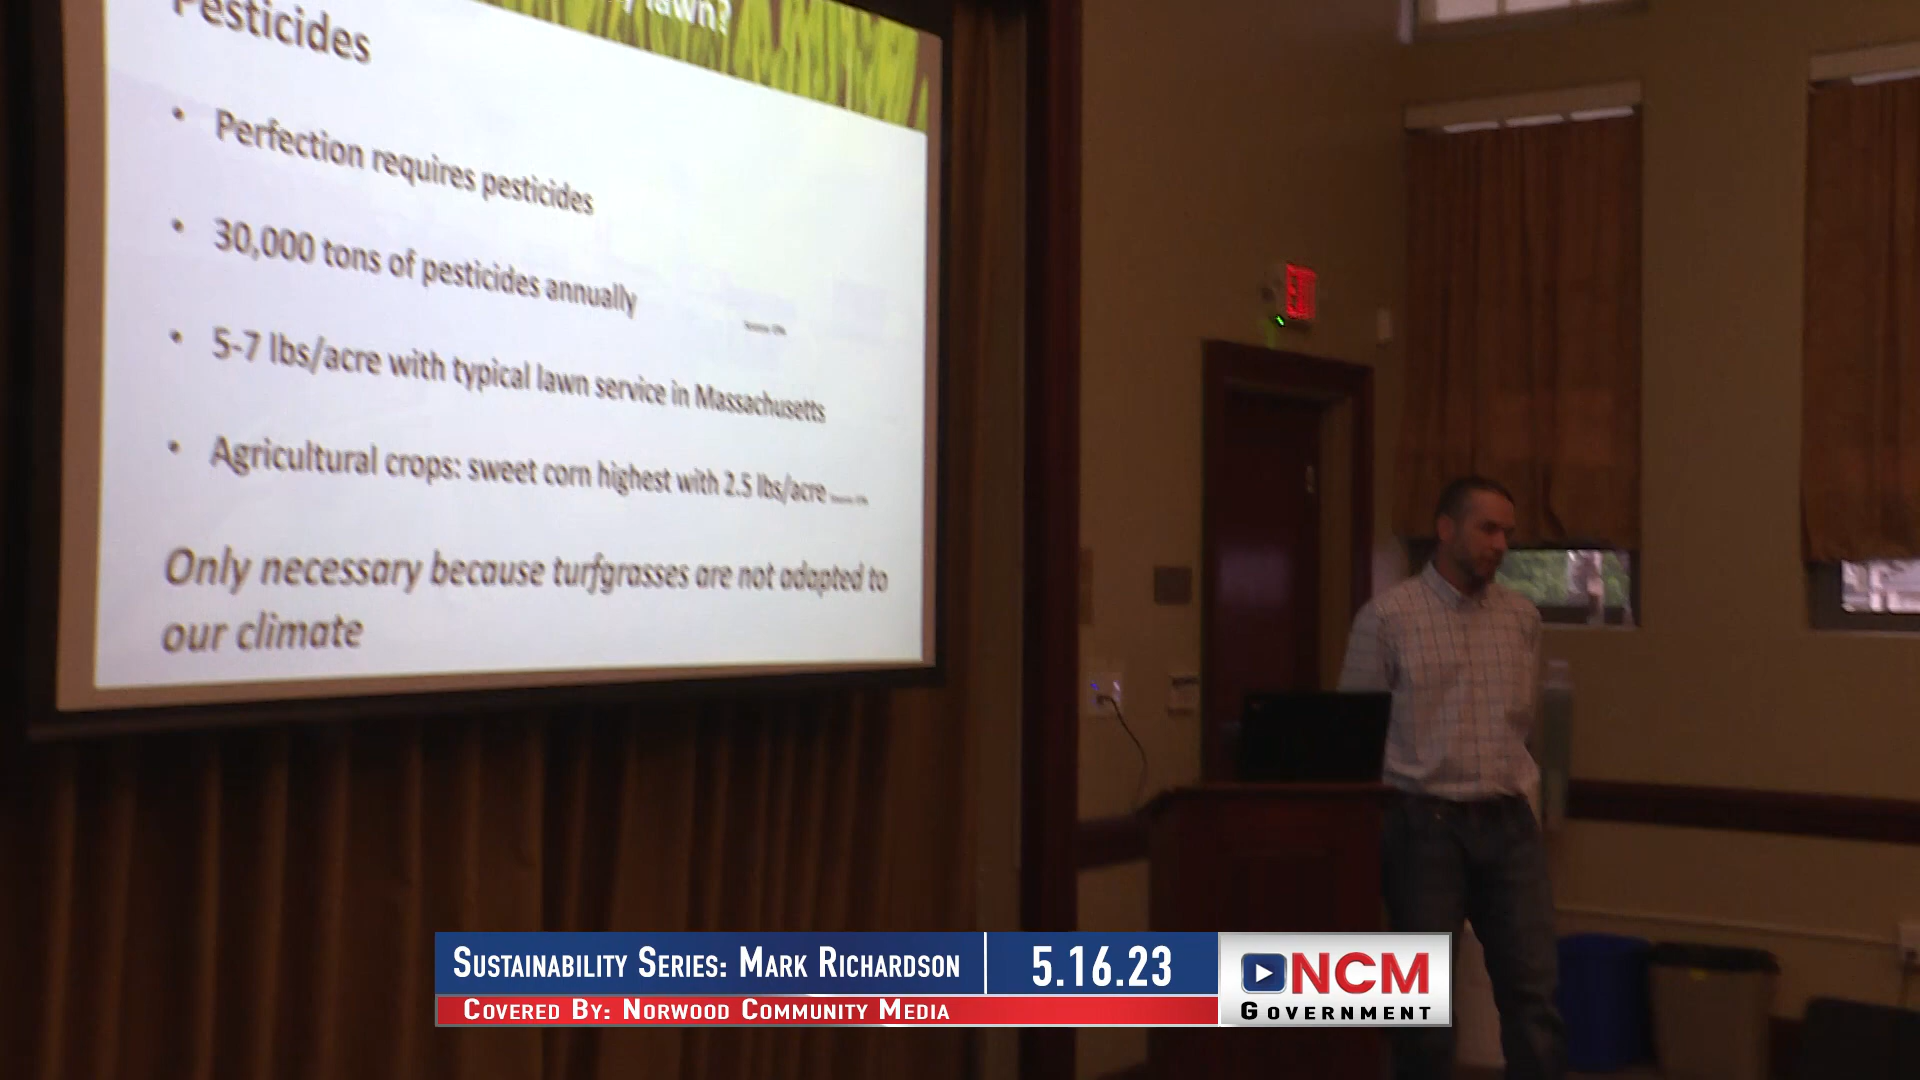 lawn?
Pesticides
• Perfection requires pesticides
• 30,000 tons of pesticides annually
• 5-7 lbs/acre with typical lawn service in Massachusetts
• Agricultural crops: sweet corn highest with 2.5 lbs/acre
Only necessary because turfgrasses are not adapted to
our climate
EXIT
Sustainability Series: Mark Richardson
5.16.23
Covered By: Norwood Community Media
NCM
Government